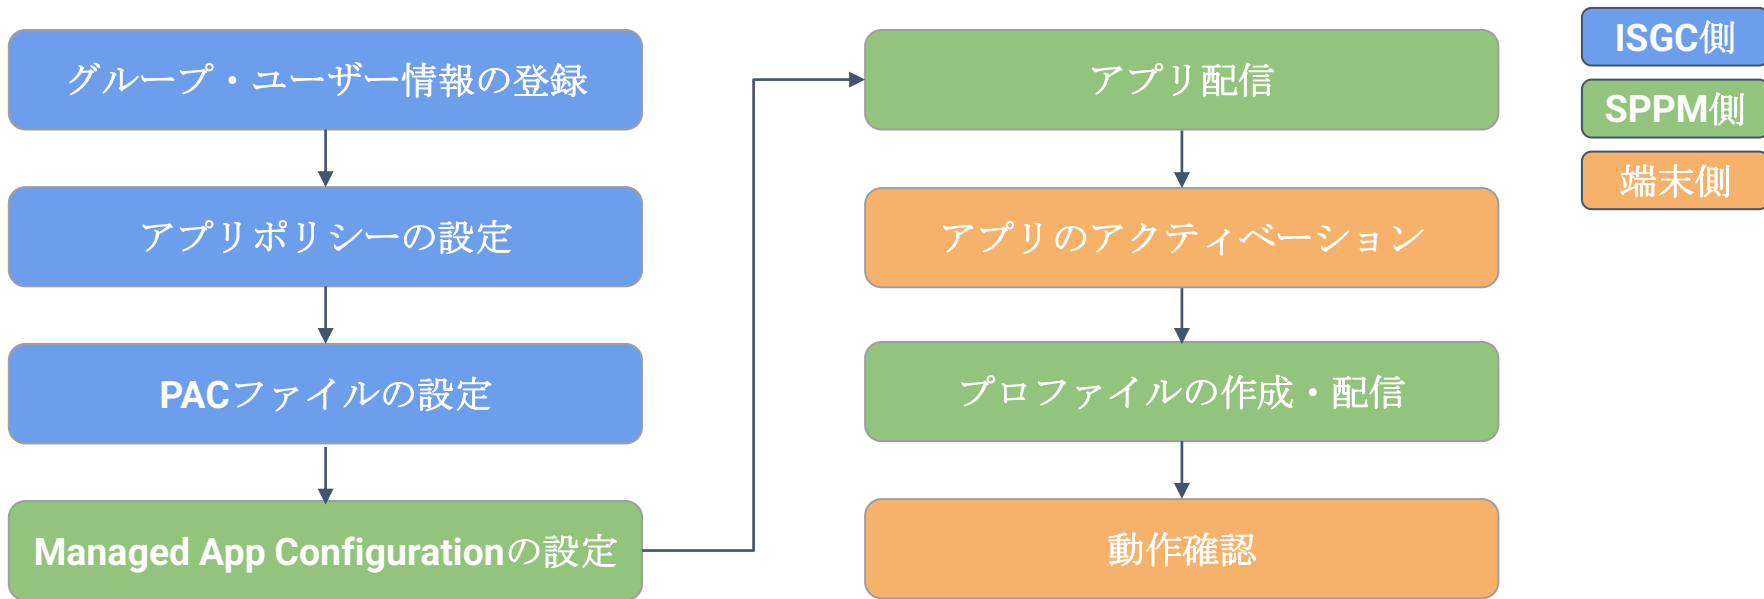 グループ・ユーザー情報の登録
アプリポリシーの設定
PACファイルの設定
Managed App Configurationの設定
アプリ配信
アプリのアクティベーション
プロファイルの作成・配信
動作確認
ISGC側
SPPM側
端末側